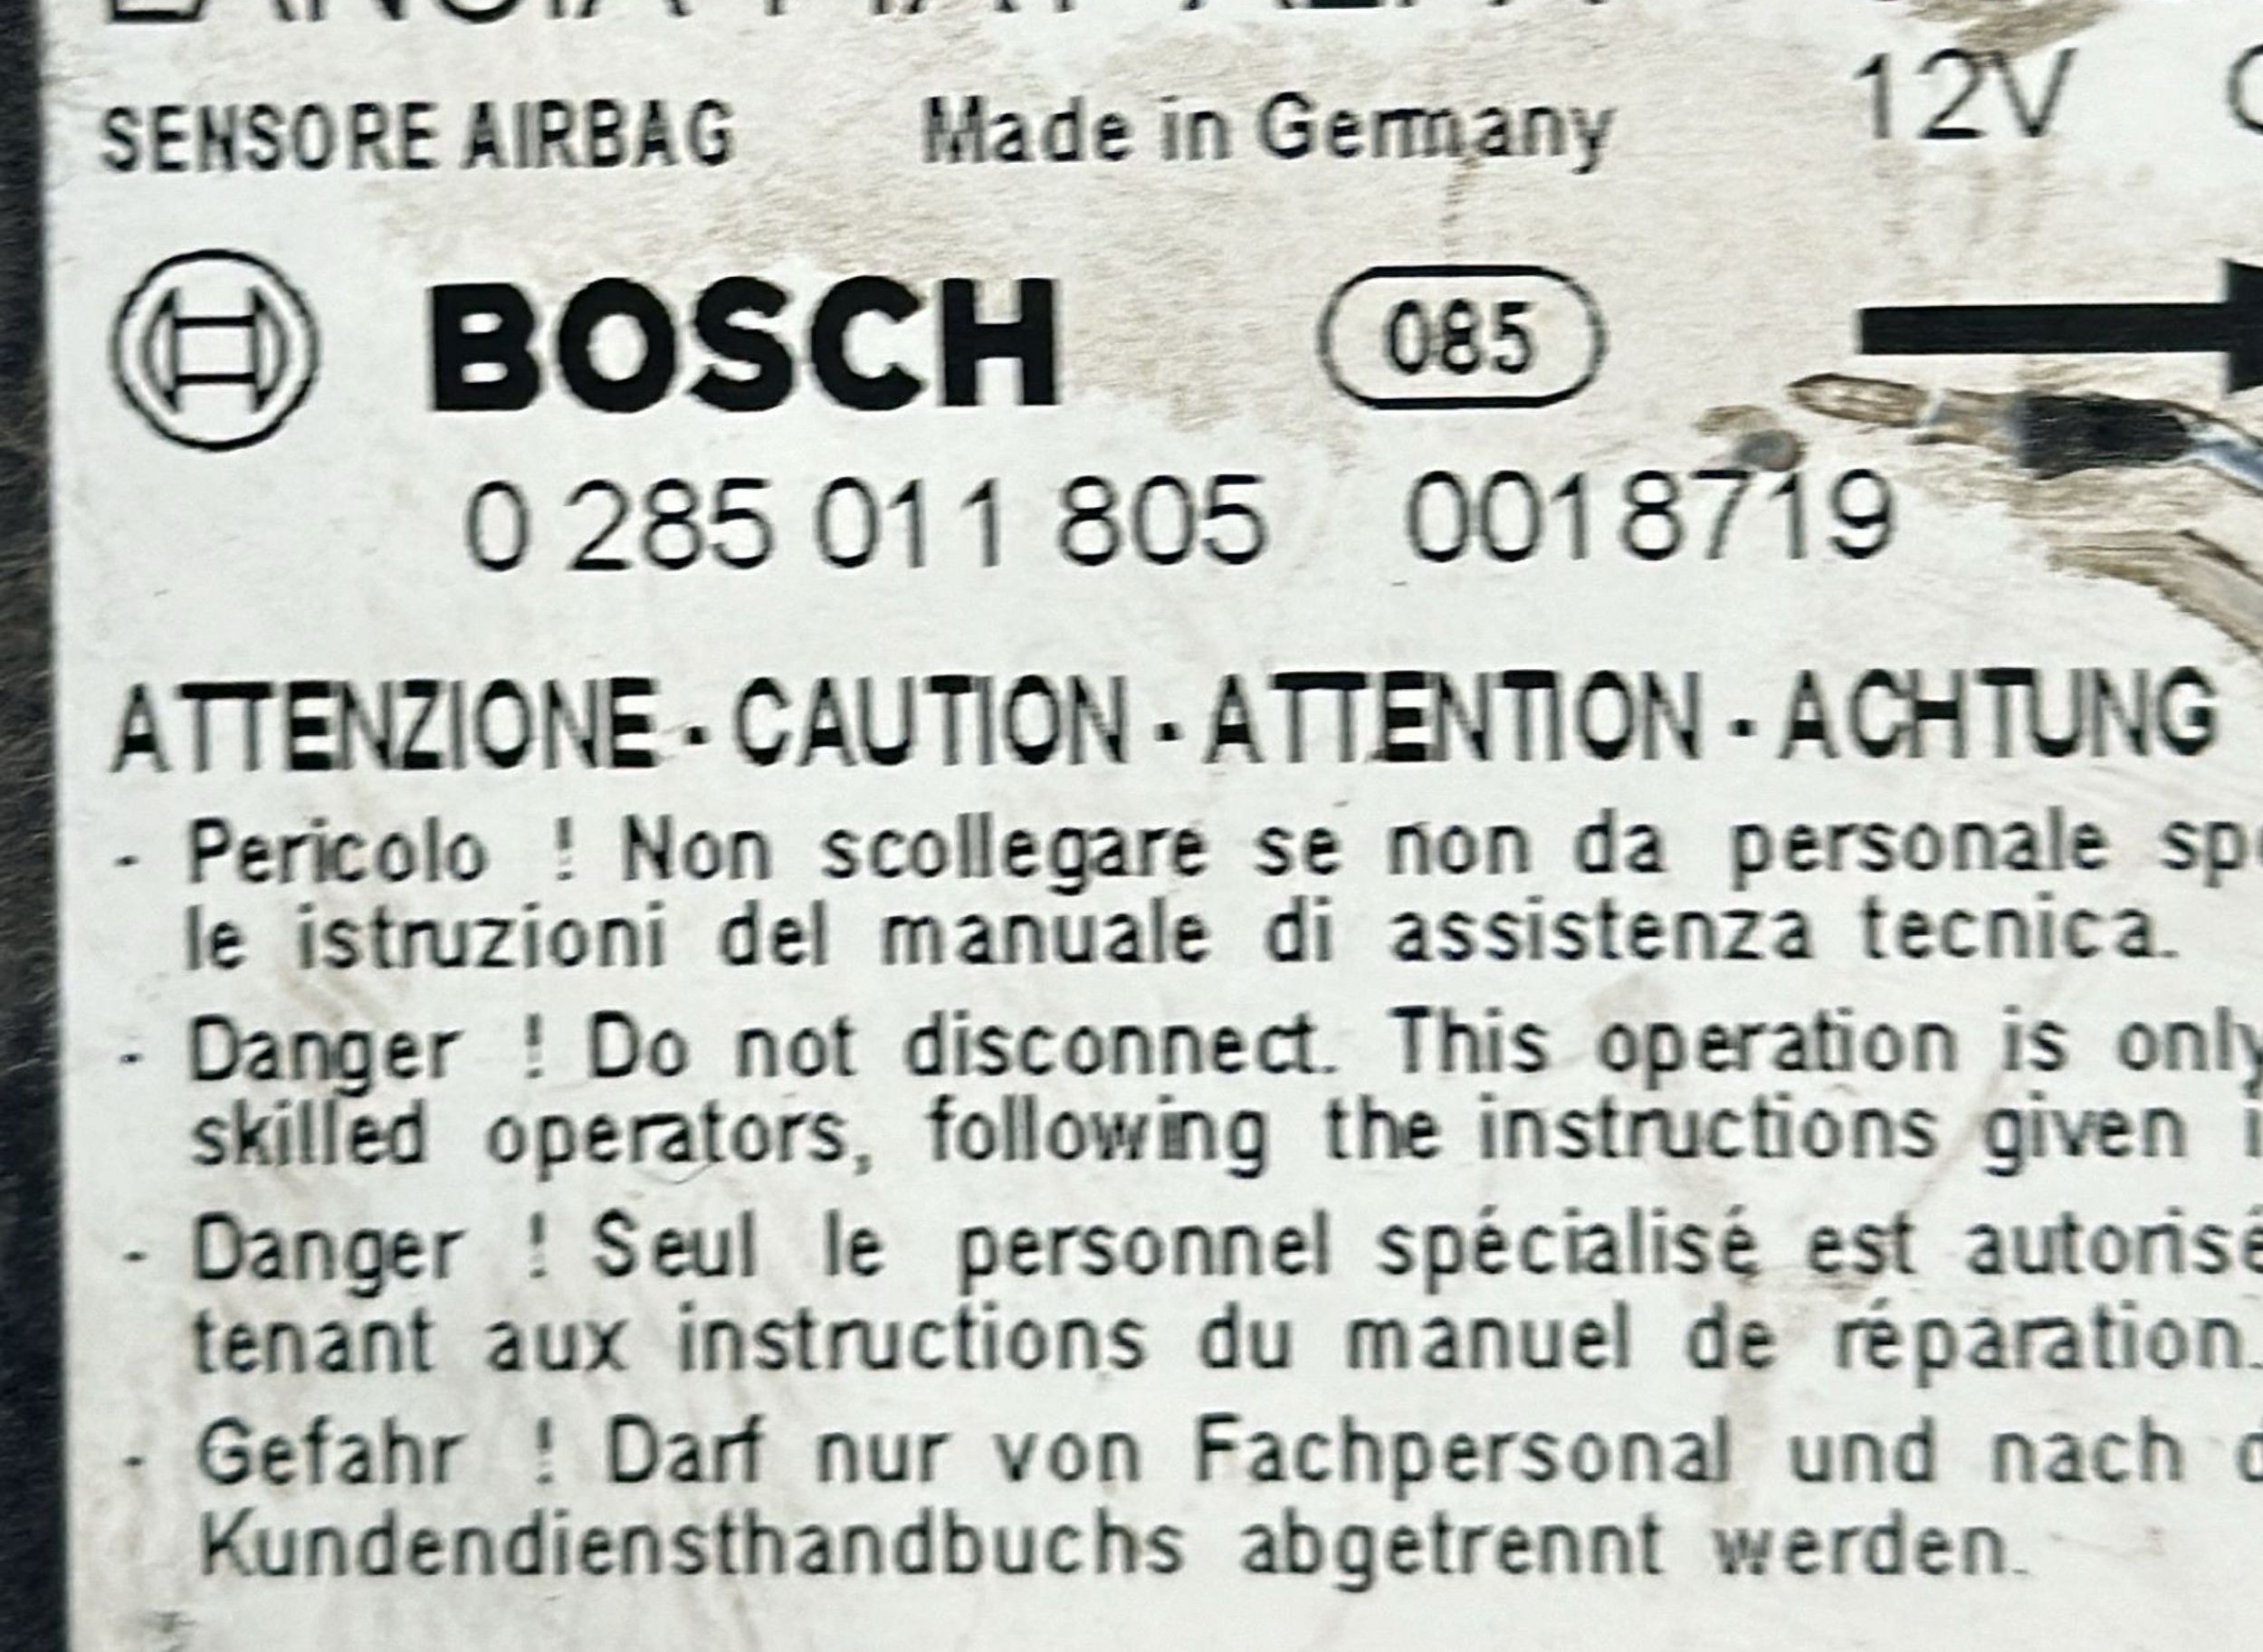 SENSORE AIRBAG Made in Germany 12V
BOSCH 085
0 285 011 805 0018719
ATTENZIONE - CAUTION - ATTENTION - ACHTUNG
- Pericolo ! Non scollegare se non da personale
le istruzioni del manuale di assistenza tecnica.
- Danger ! Do not disconnect. This operation is only
skilled operators, following the instructions given
- Danger ! Seul le personnel spécialisé est autorisé
tenant aux instructions du manuel de réparation.
- Gefahr ! Darf nur von Fachpersonal und nach
Kundendiensthandbuchs abgetrennt werden.